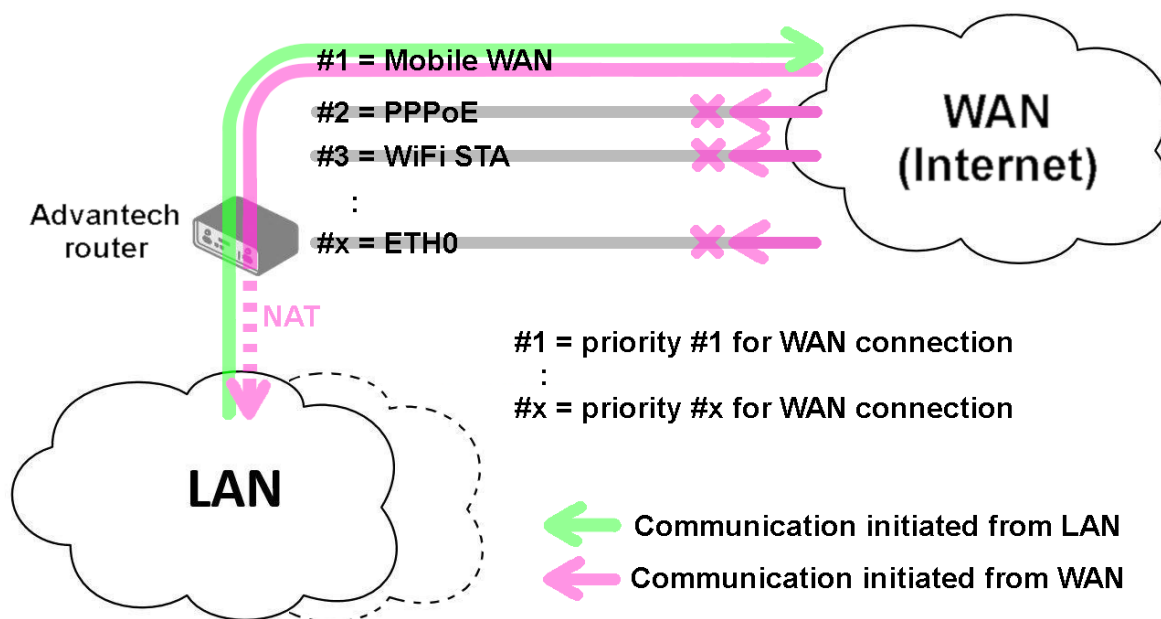 #1 = Mobile WAN
#2 = PPPoE
#3 = WiFi STA
:
#x = ETH0
WAN
(Internet)
Advantech
router
NAT
#1 = priority #1 for WAN connection
:
#x = priority #x for WAN connection
LAN
Communication initiated from LAN
Communication initiated from WAN